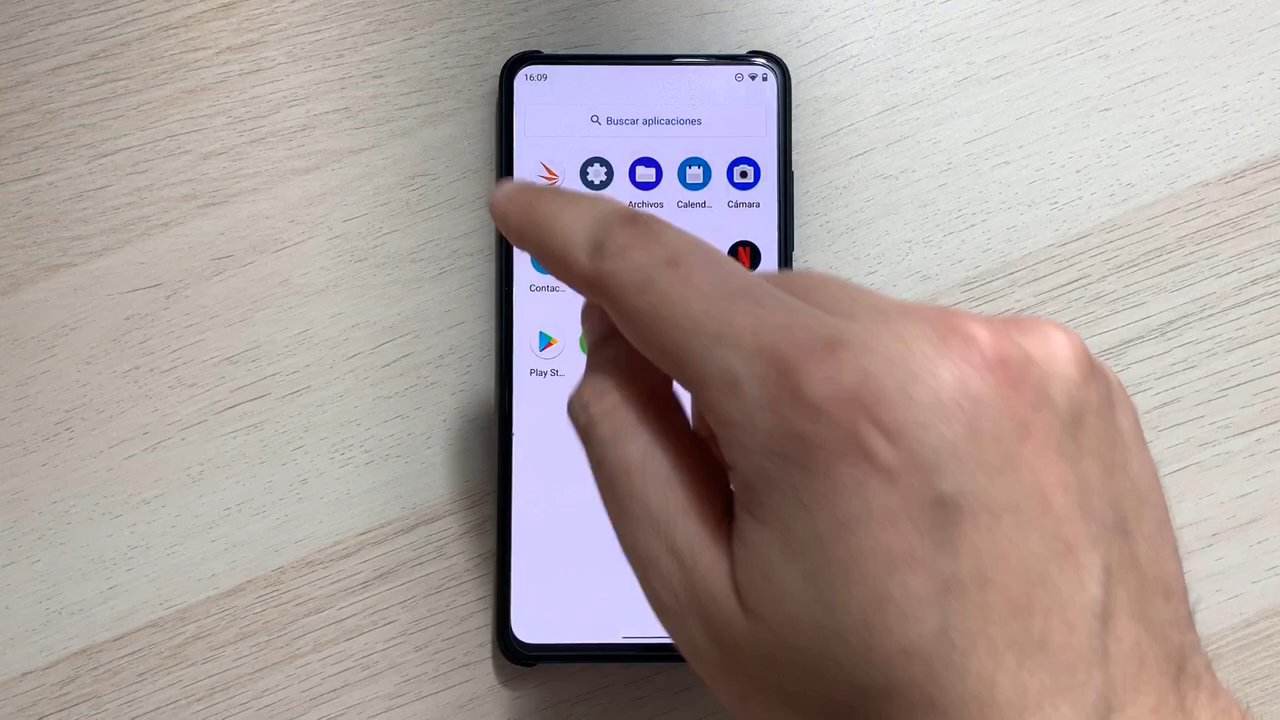 16:09
Buscar aplicaciones
Archivos Calend... Cámara
N
Contac...
Play St...